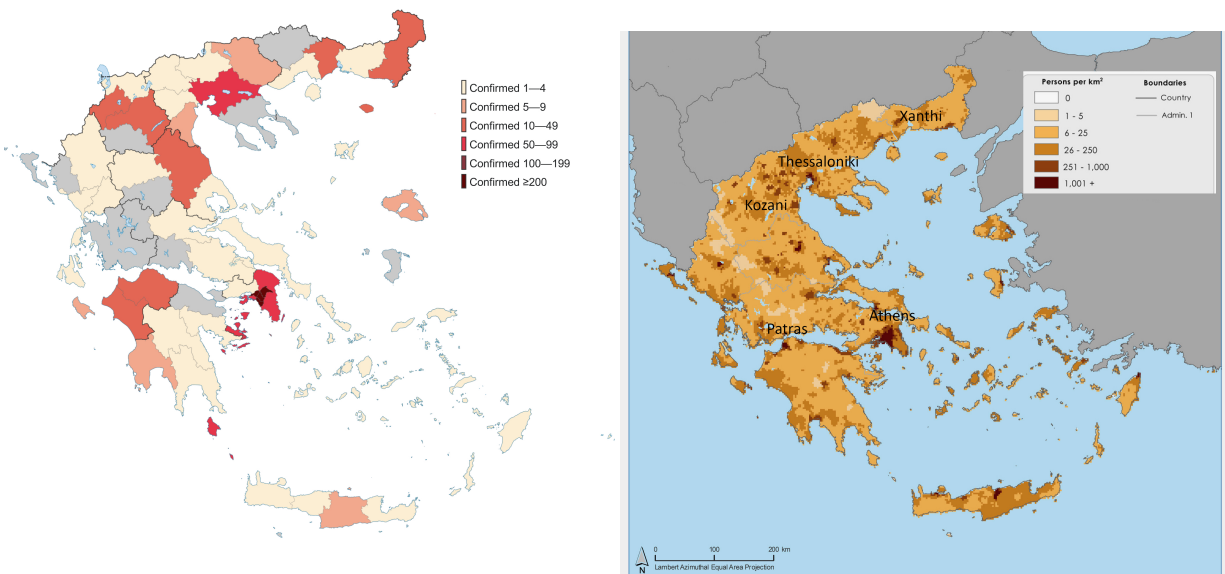 Confirmed 1—4
Confirmed 5—9
Confirmed 10—49
Confirmed 50—99
Confirmed 100—199
Confirmed ≥200
Persons per km²
0
1 - 5
6 - 25
26 - 250
251 - 1,000
1,001 +
Boundaries
Country
Admin. 1
Xanthi
Thessaloniki
Kozani
Athens
Patras
0 100 200 km
N
Lambert Azimuthal Equal Area Projection